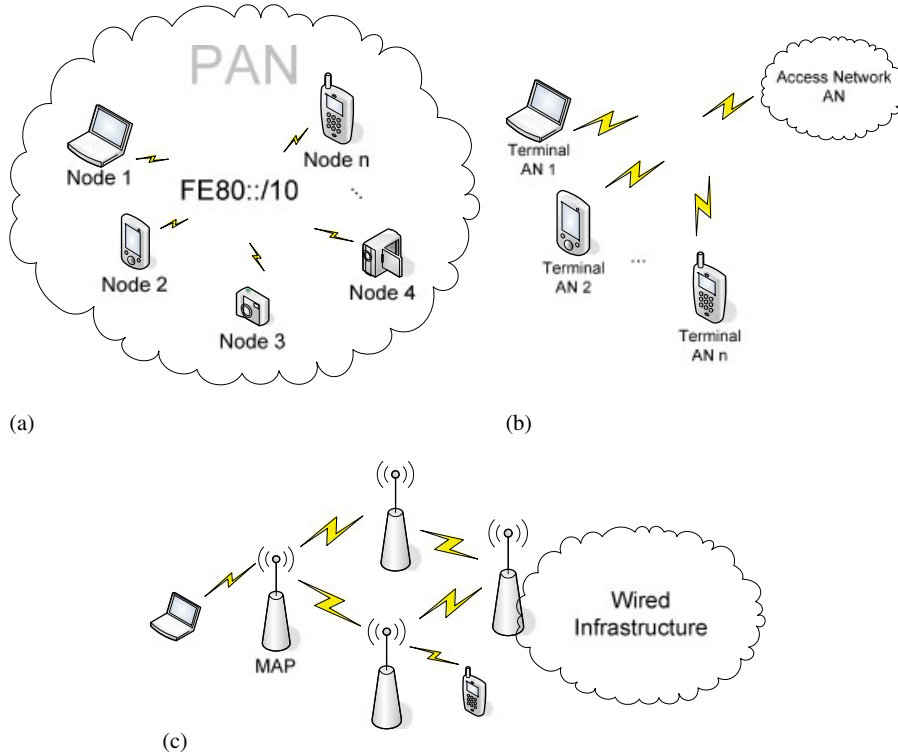 PAN
Node n
Node 1
FE80::/10
...
Node 2
Node 4
Node 3
(a)
Access Network
AN
Terminal
AN 1
Terminal
AN 2
...
Terminal
AN n
(b)
MAP
Wired
Infrastructure
(c)